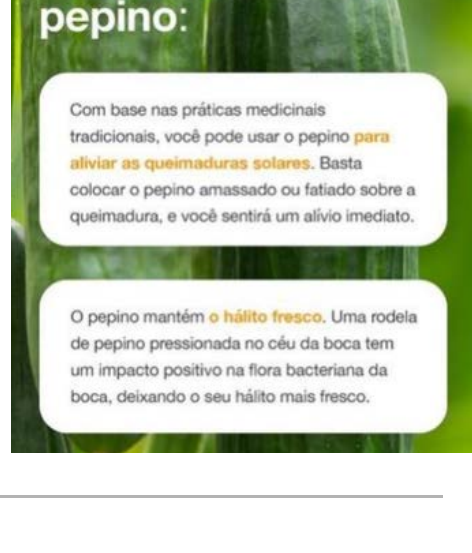 pepino:
Com base nas práticas medicinais
tradicionais, você pode usar o pepino para
aliviar as queimaduras solares. Basta
colocar o pepino amassado ou fatiado sobre a
queimadura, e você sentirá um alívio imediato.
O pepino mantém o hálito fresco. Uma rodela
de pepino pressionada no céu da boca tem
um impacto positivo na flora bacteriana da
boca, deixando o seu hálito mais fresco.